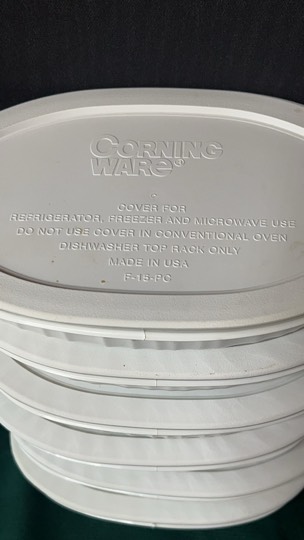 CORNING
WARE®
COVER FOR
REFRIGERATOR, FREEZER AND MICROWAVE USE
DO NOT USE COVER IN CONVENTIONAL OVEN
DISHWASHER TOP RACK ONLY
MADE IN USA
F-15-PC